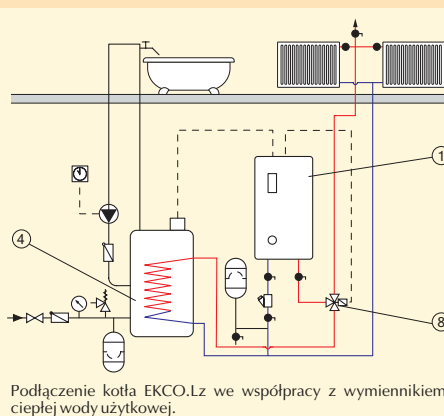 1
4
8
Podłączenie kotła EKCO.Lz we współpracy z wymiennikiem
ciepłej wody użytkowej.